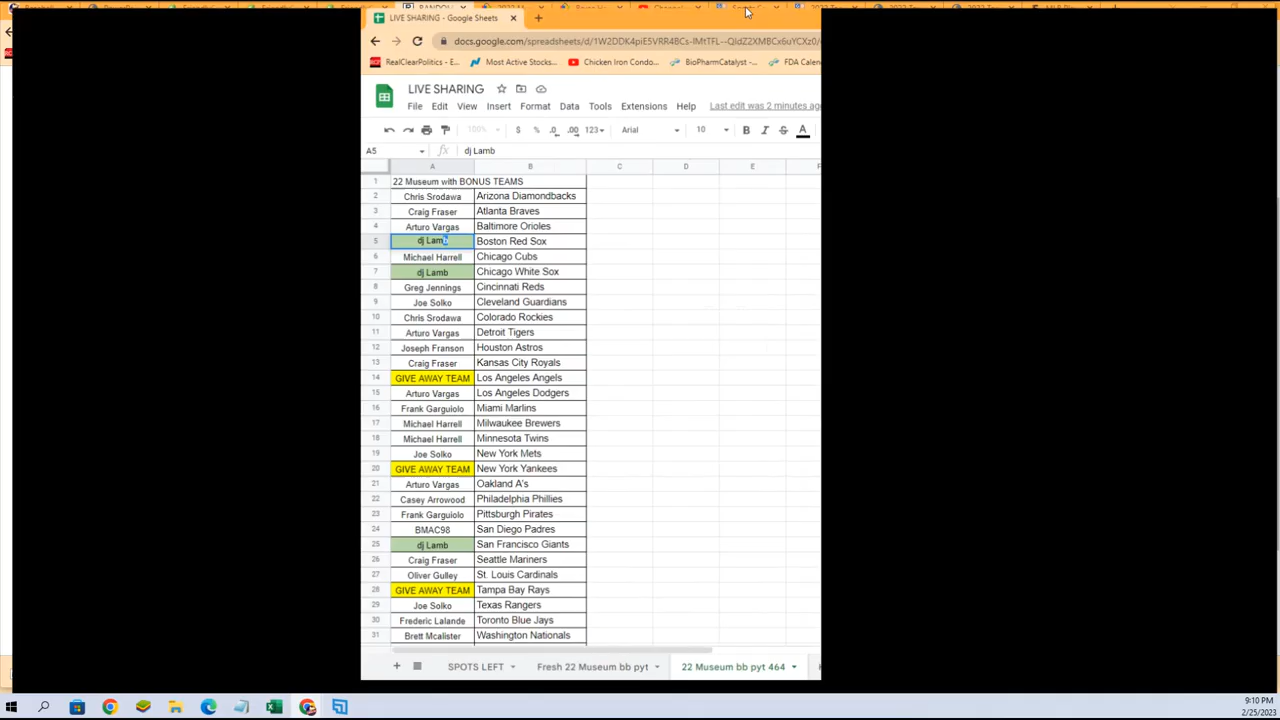 LIVE SHARING - Google Sheets
docs.google.com/spreadsheets/d/1W2DDK4piE5VRR4BCs-lMtTFL--QIdZ2XM8Cx6uYCXz0/
RealClearPolitics - E...
Most Active Stocks...
Chicken Iron Condo...
BioPharmCatalyst -...
FDA Calen
LIVE SHARING
File Edit View Insert Format Data Tools Extensions Help Last edit was 2 minutes ag
100% $ % .0 .00 123 Arial 10 B I S A
A5 fx dj Lamb
A B C D E F
1 22 Museum with BONUS TEAMS
2 Chris Srodawa Arizona Diamondbacks
3 Craig Fraser Atlanta Braves
4 Arturo Vargas Baltimore Orioles
5 dj Lamb Boston Red Sox
6 Michael Harrell Chicago Cubs
7 dj Lamb Chicago White Sox
8 Greg Jennings Cincinnati Reds
9 Joe Solko Cleveland Guardians
10 Chris Srodawa Colorado Rockies
11 Arturo Vargas Detroit Tigers
12 Joseph Franson Houston Astros
13 Craig Fraser Kansas City Royals
14 GIVE AWAY TEAM Los Angeles Angels
15 Arturo Vargas Los Angeles Dodgers
16 Frank Garguiolo Miami Marlins
17 Michael Harrell Milwaukee Brewers
18 Michael Harrell Minnesota Twins
19 Joe Solko New York Mets
20 GIVE AWAY TEAM New York Yankees
21 Arturo Vargas Oakland A's
22 Casey Arrowood Philadelphia Phillies
23 Frank Garguiolo Pittsburgh Pirates
24 BMAC98 San Diego Padres
25 dj Lamb San Francisco Giants
26 Craig Fraser Seattle Mariners
27 Oliver Gulley St. Louis Cardinals
28 GIVE AWAY TEAM Tampa Bay Rays
29 Joe Solko Texas Rangers
30 Frederic Lalande Toronto Blue Jays
31 Brett Mcalister Washington Nationals
SPOTS LEFT Fresh 22 Museum bb pyt 22 Museum bb pyt 464
9:10 PM
2/25/2023